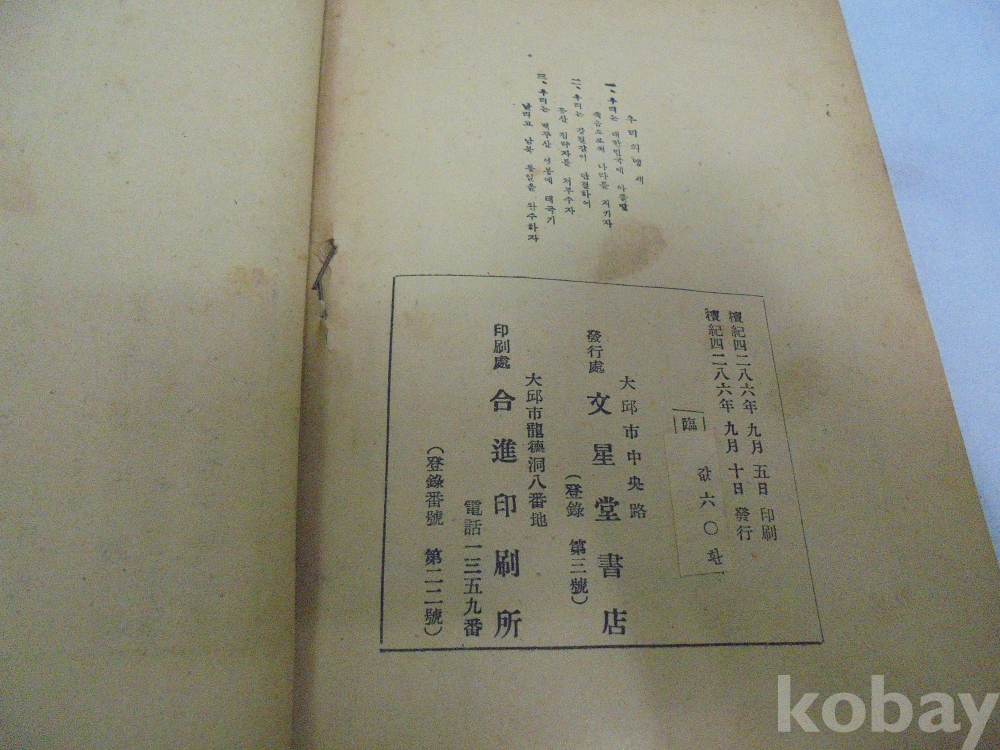 우리의맹세
一、우리는 대한민국의 아들딸
죽음으로써 나라를 지키자
二、우리는 강철같이 단결하여
공산 침략자를 쳐부수자
三、우리는 백두산 영봉에 태극기
날리고 남북 통일을 완수하자
檀紀四二八六年 九月 五日 印刷
檀紀四二八六年 九月 十日 發行
臨
값 六〇환
大邱市中央路
發行處 文星堂書店
(登錄 第三號)
大邱市龍德洞八番地
印刷處 合進印刷所
電話一三五九番
(登錄番號 第二二號)
kobay